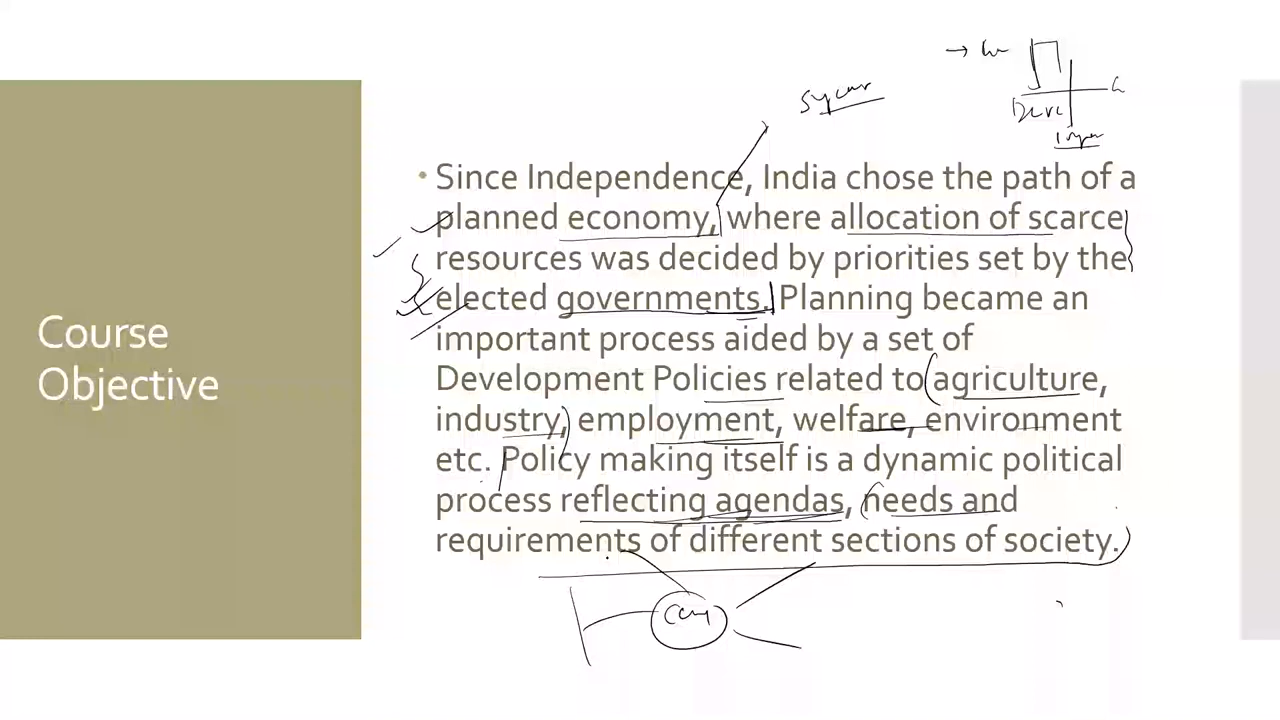 Course
Objective
5 year
• Since Independence, India chose the path of a
planned economy, where allocation of scarce
resources was decided by priorities set by the
elected governments. Planning became an
important process aided by a set of
Development Policies related to agriculture,
industry, employment, welfare, environment
etc. Policy making itself is a dynamic political
process reflecting agendas, needs and
requirements of different sections of society.